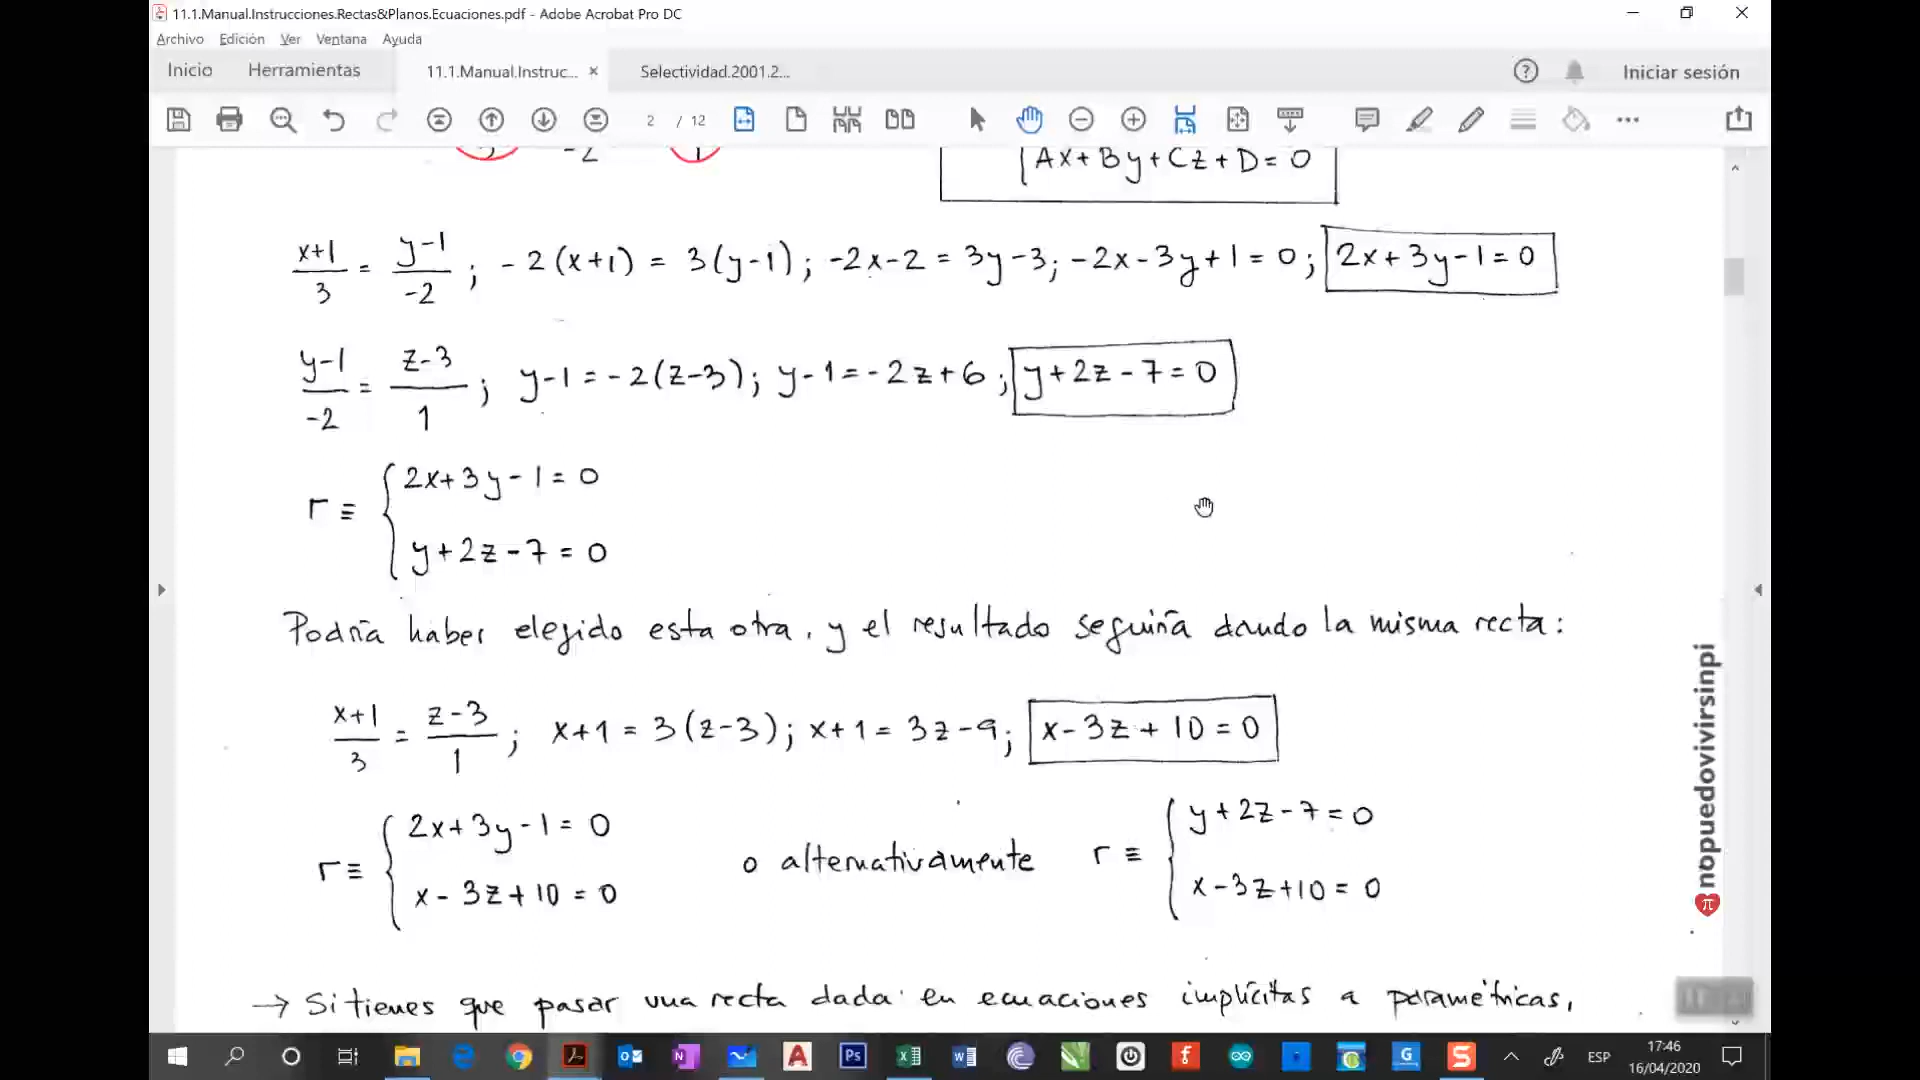 11.1.Manual.Instrucciones.Rectas&Planos.Ecuaciones.pdf - Adobe Acrobat Pro DC
Archivo Edición Ver Ventana Ayuda
Inicio Herramientas 11.1.Manual.Instruc... × Selectividad.2001.2... Iniciar sesión
2 / 12
-2
Ax+By+Cz+D=0
x+1/3 = y-1/-2 ; -2(x+1) = 3(y-1); -2x-2 = 3y-3; -2x-3y+1=0; 2x+3y-1=0
y-1/-2 = z-3/1 ; y-1=-2(z-3); y-1=-2z+6; y+2z-7=0
r ≡ { 2x+3y-1=0
y+2z-7=0
Podría haber elegido esta otra, y el resultado seguiría dando la misma recta:
x+1/3 = z-3/1 ; x+1=3(z-3); x+1=3z-9; x-3z+10=0
r ≡ { 2x+3y-1=0
x-3z+10=0
o alternativamente
r ≡ { y+2z-7=0
x-3z+10=0
→ Si tienes que pasar una recta dada en ecuaciones implícitas a paramétricas,
nopuedovivirsinpi
π
ESP
17:46
16/04/2020